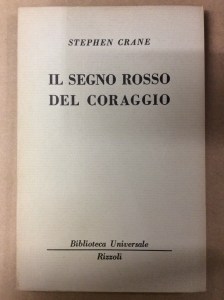 STEPHEN CRANE
IL SEGNO ROSSO
DEL CORAGGIO
Biblioteca Universale
Rizzoli